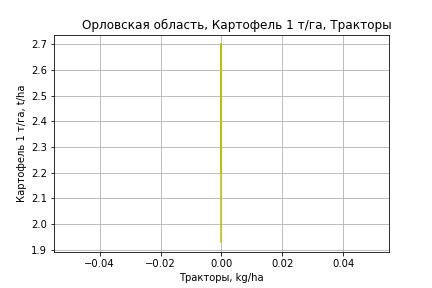 Орловская область, Картофель 1 т/га, Тракторы
2.7
2.6
2.5
2.4
2.3
2.2
2.1
2.0
1.9
Картофель 1 т/га, t/ha
−0.04 −0.02 0.00 0.02 0.04
Тракторы, kg/ha